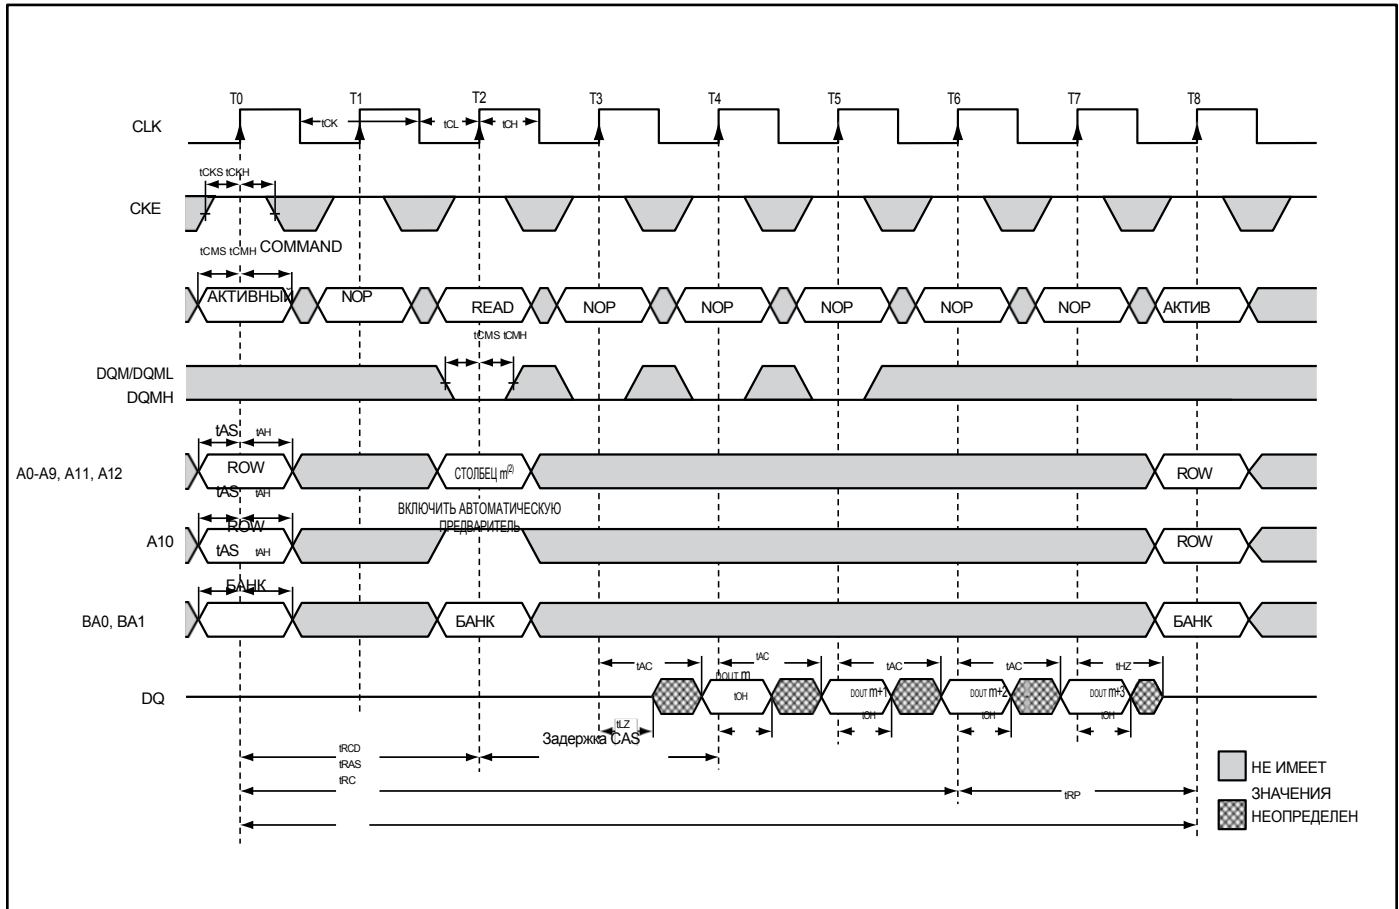 T0 T1 T2 T3 T4 T5 T6 T7 T8
CLK
tCK tCL tCH
tCKS tCKH
CKE
COMMAND
tCMS tCMH
АКТИВНЫЙ NOP READ NOP NOP NOP NOP NOP АКТИВ
tCMS tCMH
DQM/DQML
DQMH
tAS tAH
A0-A9, A11, A12
ROW СТОЛБЕЦ m(2) ROW
tAS tAH
ВКЛЮЧИТЬ АВТОМАТИЧЕСКУЮ
ПРЕДВАРИТЕЛЬ
A10
ROW ROW
tAS tAH
БАНК
BA0, BA1
БАНК БАНК
tAC tAC tAC tAC tHZ
DQ
DOUT m DOUT m+1 DOUT m+2 DOUT m+3
tOH tOH tOH tOH
tLZ
Задержка CAS
tRCD
tRAS
tRC
tRP
НЕ ИМЕЕТ
ЗНАЧЕНИЯ
НЕОПРЕДЕЛЕН